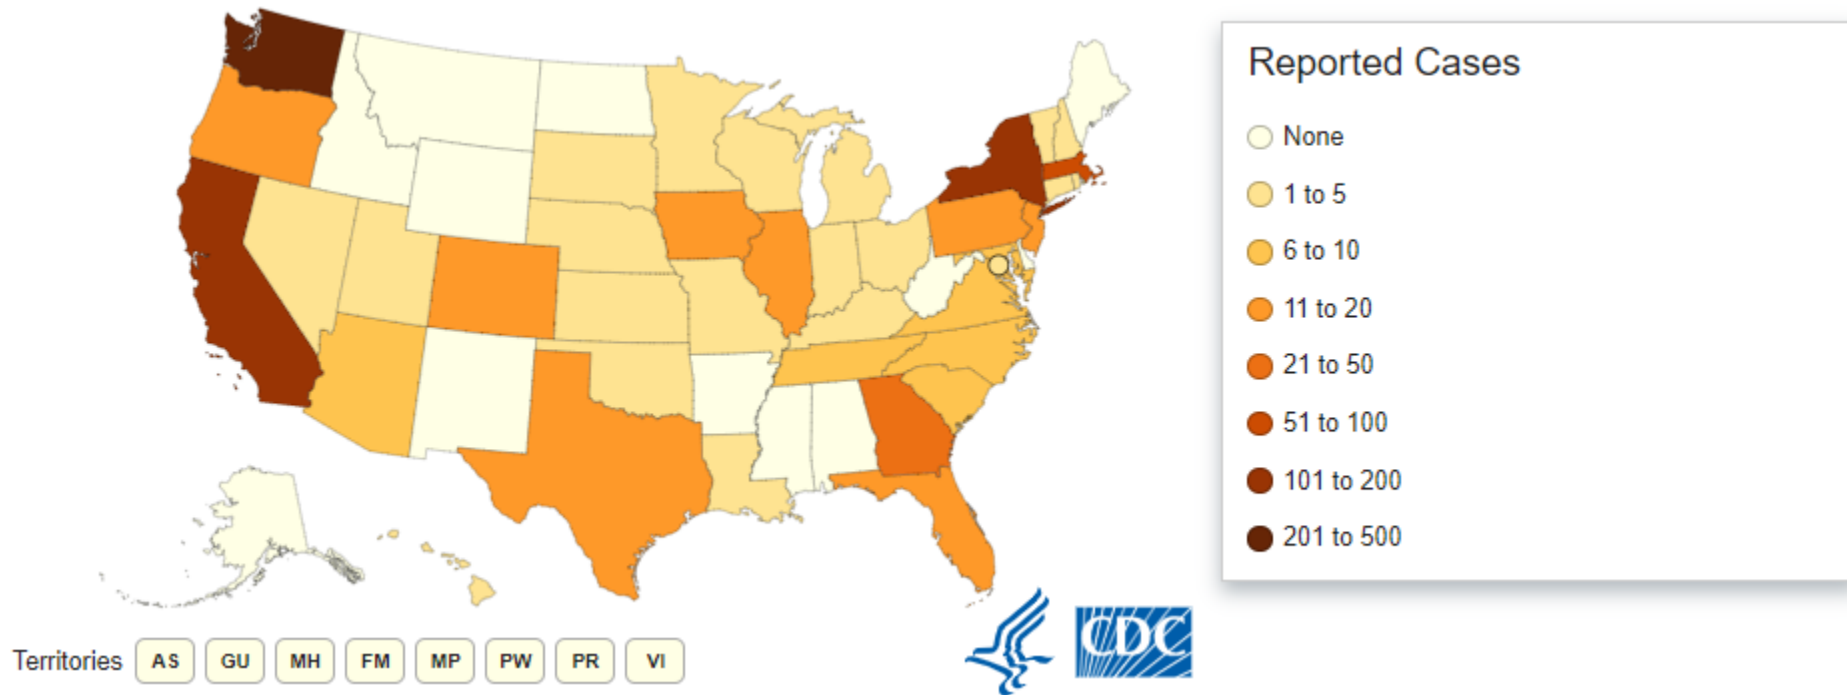 Reported Cases
None
1 to 5
6 to 10
11 to 20
21 to 50
51 to 100
101 to 200
201 to 500
Territories AS GU MH FM MP PW PR VI
CDC